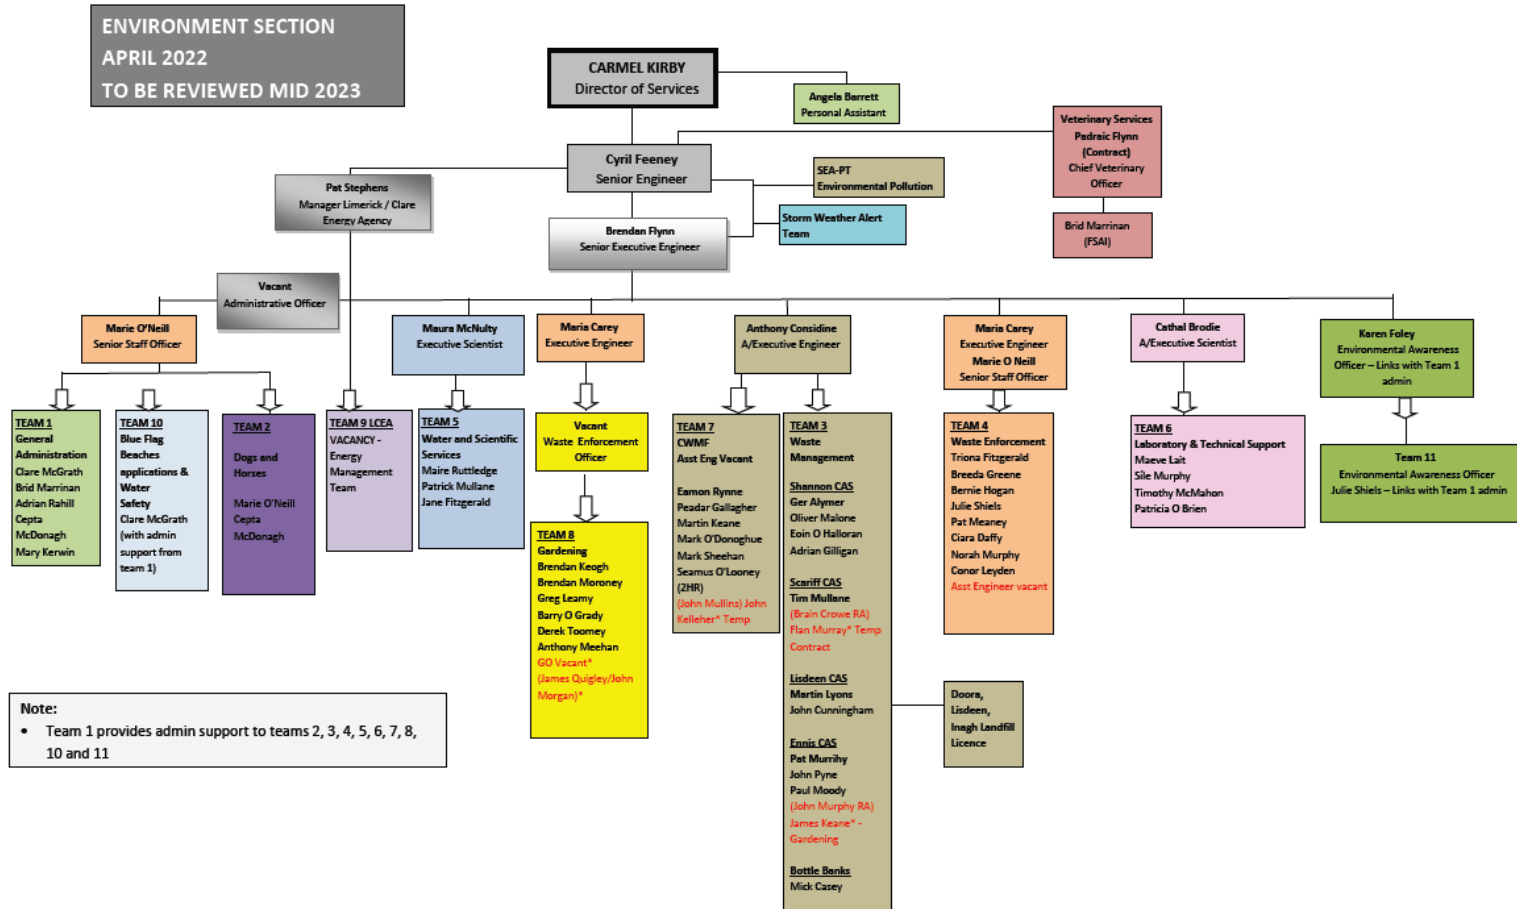 ENVIRONMENT SECTION
APRIL 2022
TO BE REVIEWED MID 2023
CARMEL KIRBY
Director of Services
Angela Barrett
Personal Assistant
Veterinary Services
Padraic Flynn
(Contract)
Chief Veterinary
Officer
Cyril Feeney
Senior Engineer
SEA-PT
Environmental Pollution
Pat Stephens
Manager Limerick / Clare
Energy Agency
Storm Weather Alert
Team
Brid Marrinan
(FSAI)
Brendan Flynn
Senior Executive Engineer
Vacant
Administrative Officer
Marie O'Neill
Senior Staff Officer
Maura McNulty
Executive Scientist
Maria Carey
Executive Engineer
Anthony Considine
A/Executive Engineer
Maria Carey
Executive Engineer
Marie O Neill
Senior Staff Officer
Cathal Brodie
A/Executive Scientist
Karen Foley
Environmental Awareness
Officer – Links with Team 1
admin
TEAM 1
General
Administration
Clare McGrath
Brid Marrinan
Adrian Rahill
Cepta
McDonagh
Mary Kerwin
TEAM 10
Blue Flag
Beaches
applications &
Water
Safety
Clare McGrath
(with admin
support from
team 1)
TEAM 2
Dogs and
Horses
Marie O'Neill
Cepta
McDonagh
TEAM 9 LCEA
VACANCY -
Energy
Management
Team
TEAM 5
Water and Scientific
Services
Maire Ruttledge
Patrick Mullane
Jane Fitzgerald
Vacant
Waste Enforcement
Officer
TEAM 8
Gardening
Brendan Keogh
Brendan Moroney
Greg Leamy
Barry O Grady
Derek Toomey
Anthony Meehan
GO Vacant*
(James Quigley/John
Morgan)*
TEAM 7
CWMF
Asst Eng Vacant
Eamon Rynne
Peadar Gallagher
Martin Keane
Mark O'Donoghue
Mark Sheehan
Seamus O'Looney
(2HR)
(John Mullins) John
Kelleher* Temp
TEAM 3
Waste
Management
Shannon CAS
Ger Alymer
Oliver Malone
Eoin O Halloran
Adrian Gilligan
Scariff CAS
Tim Mullane
(Brain Crowe RA)
Flan Murray* Temp
Contract
Lisdeen CAS
Martin Lyons
John Cunningham
Ennis CAS
Pat Murrihy
John Pyne
Paul Moody
(John Murphy RA)
James Keane* -
Gardening
Bottle Banks
Mick Casey
TEAM 4
Waste Enforcement
Triona Fitzgerald
Breeda Greene
Bernie Hogan
Julie Shiels
Pat Meaney
Ciara Daffy
Norah Murphy
Conor Leyden
Asst Engineer vacant
Doora,
Lisdeen,
Inagh Landfill
Licence
TEAM 6
Laboratory & Technical Support
Maeve Lait
Sile Murphy
Timothy McMahon
Patricia O Brien
Team 11
Environmental Awareness Officer
Julie Shiels – Links with Team 1 admin
Note:
• Team 1 provides admin support to teams 2, 3, 4, 5, 6, 7, 8,
10 and 11